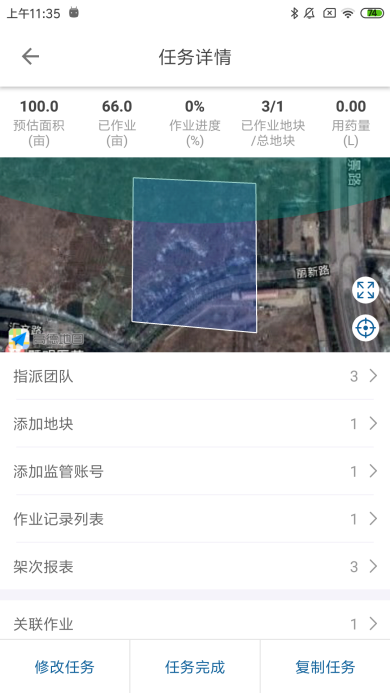 上午11:35
74
任务详情
100.0 66.0 0% 3/1 0.00
预估面积 已作业 作业进度 已作业地块 用药量
(亩) (亩) (%) /总地块 (L)
景路
丽新路
汇文路
高德地图
指派团队 3
添加地块 1
添加监管账号 1
作业记录列表 1
架次报表 3
关联作业 1
修改任务 任务完成 复制任务